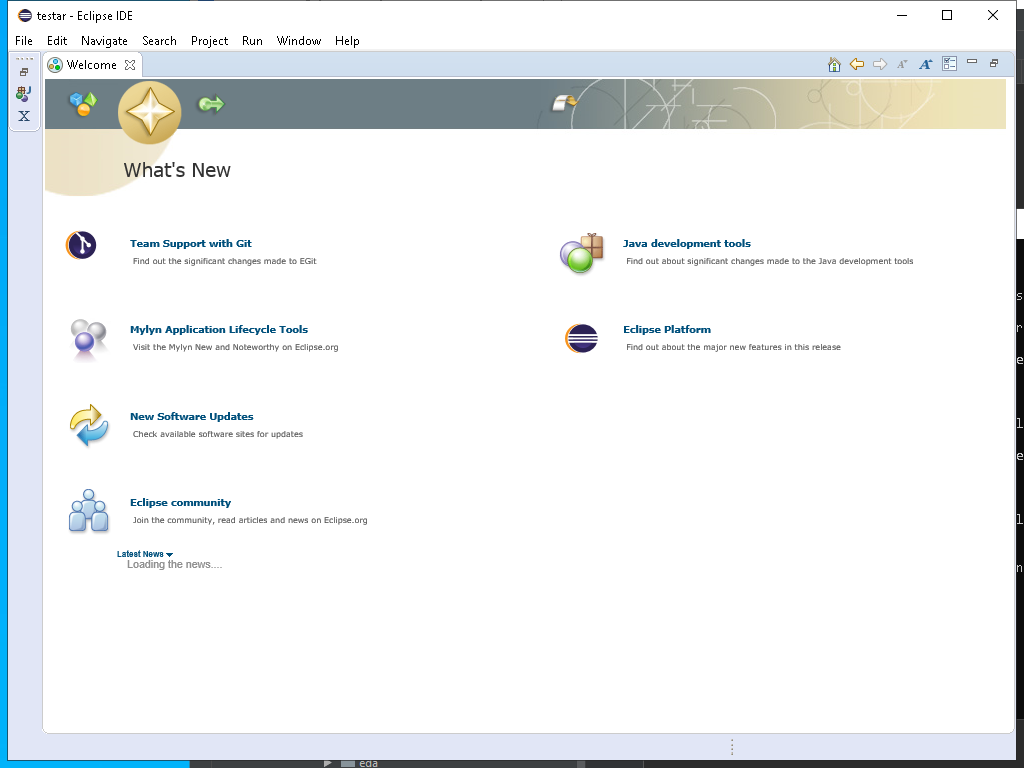 testar - Eclipse IDE
File Edit Navigate Search Project Run Window Help
Welcome
X
What's New
Team Support with Git
Find out the significant changes made to EGit
Java development tools
Find out about significant changes made to the Java development tools
Mylyn Application Lifecycle Tools
Visit the Mylyn New and Noteworthy on Eclipse.org
Eclipse Platform
Find out about the major new features in this release
New Software Updates
Check available software sites for updates
Eclipse community
Join the community, read articles and news on Eclipse.org
Latest News
Loading the news....
eda